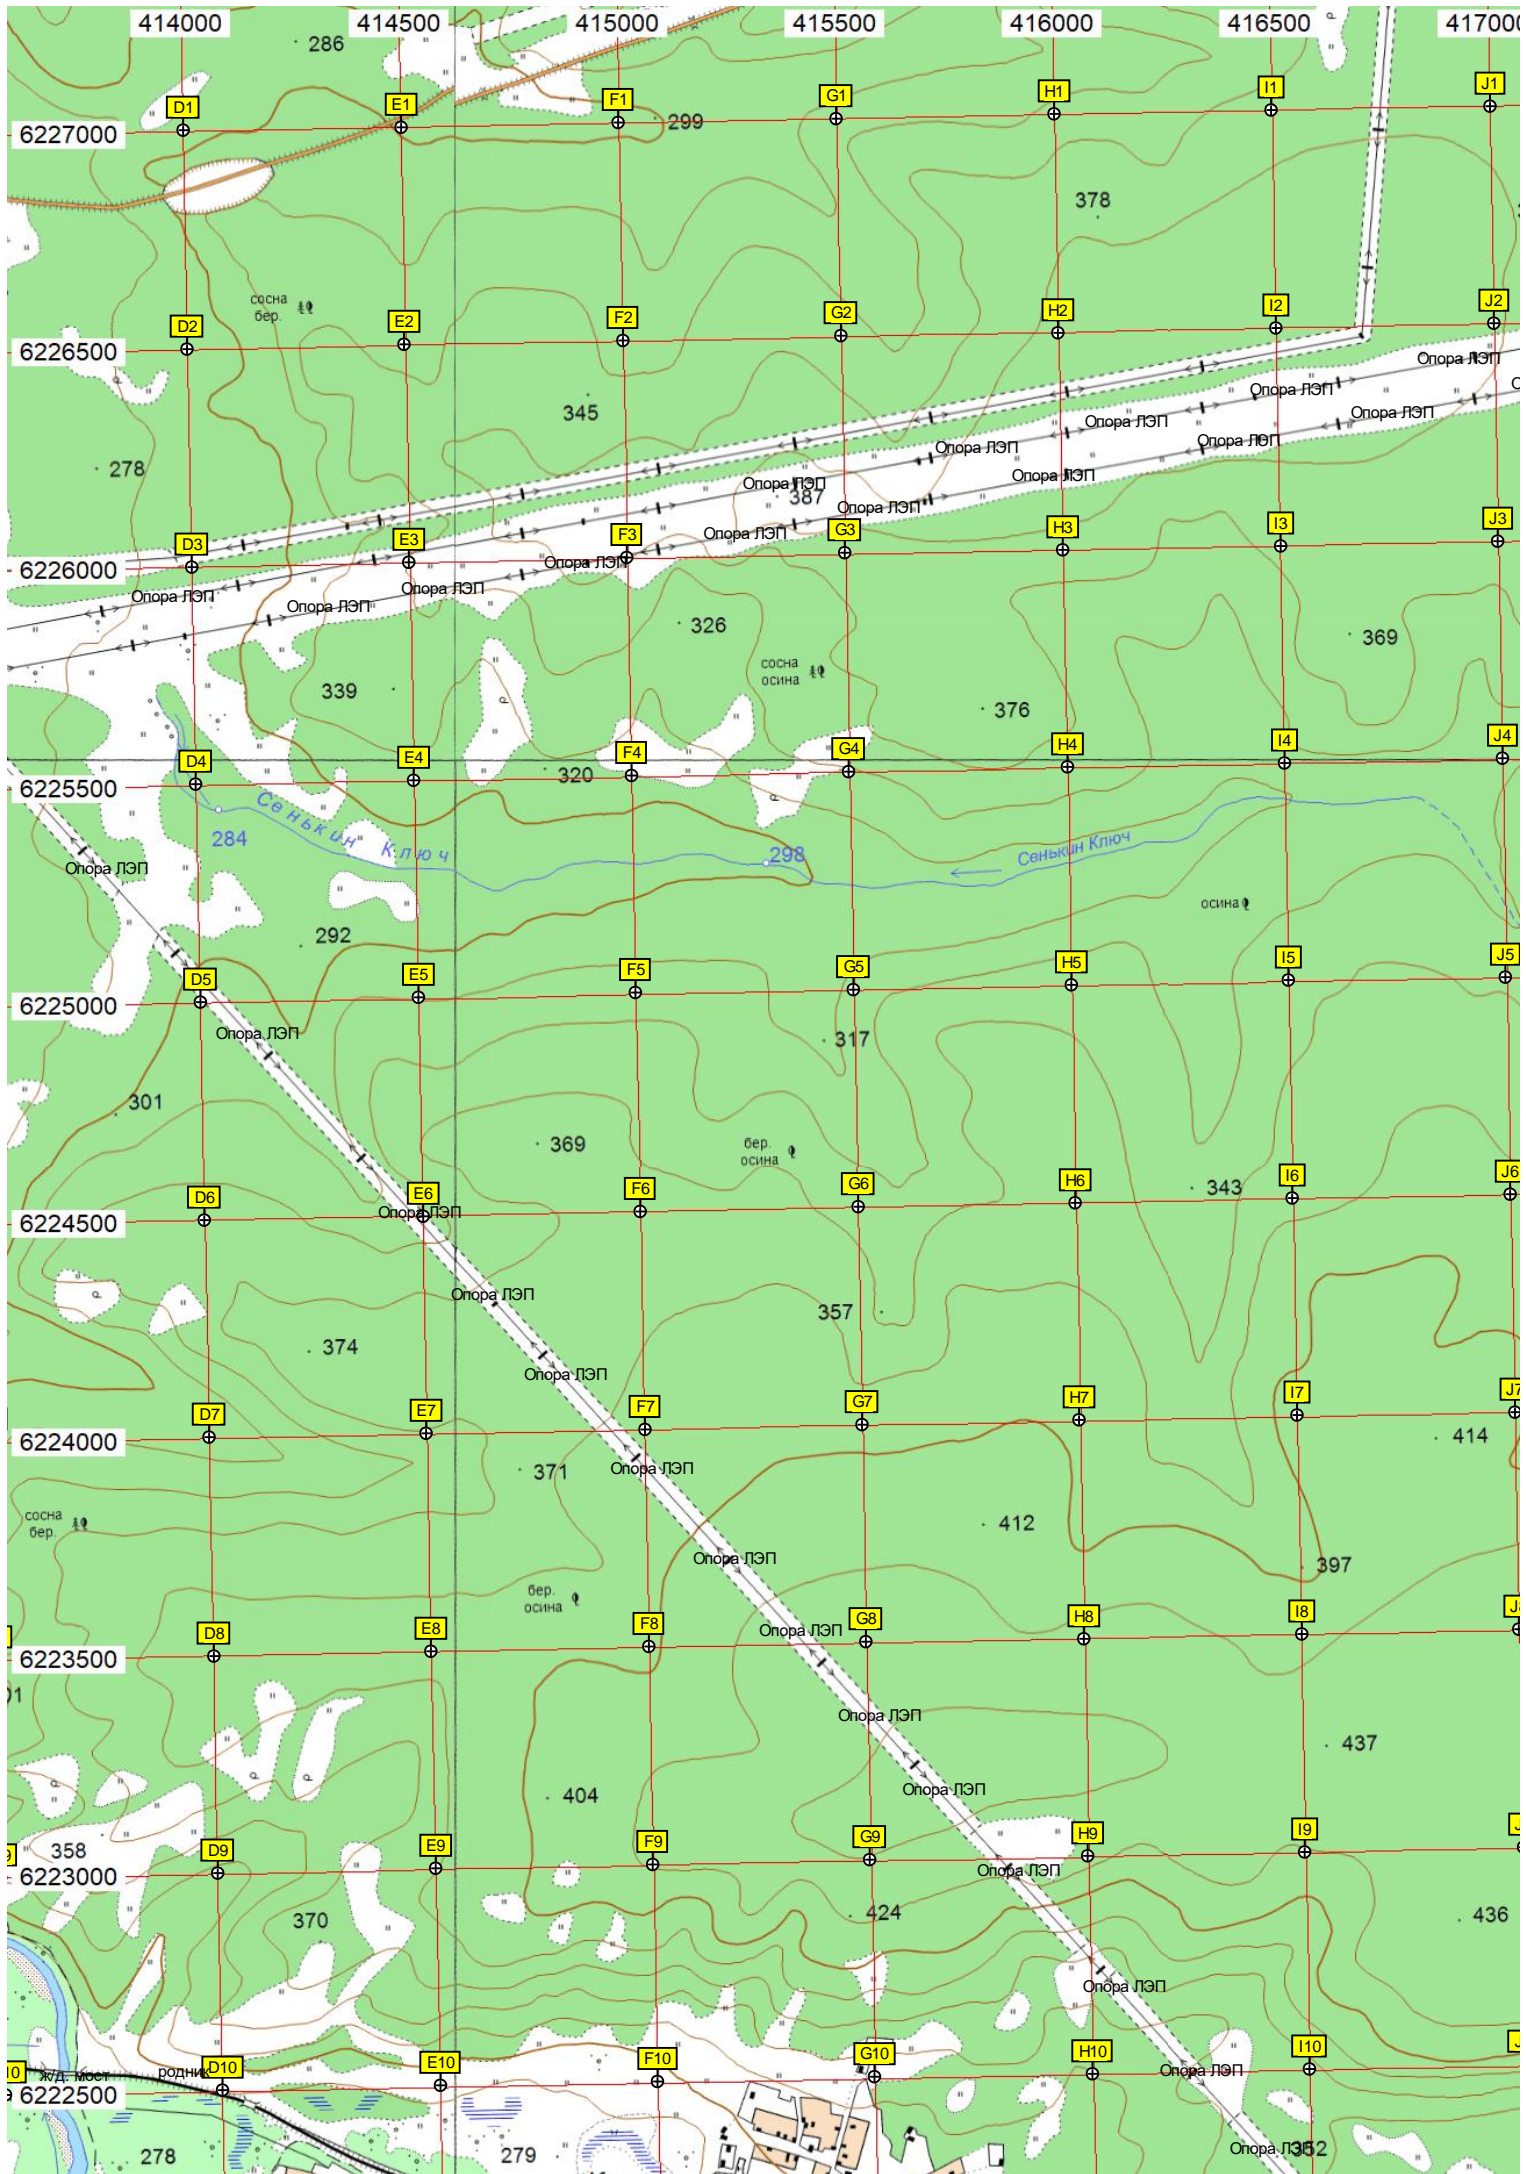 414000 414500 415000 415500 416000 416500
286
D1 E1 F1 G1 H1 I1 J1
299
6227000
378
сосна
бер.
D2 E2 F2 G2 H2 I2 J2
6226500
Опора ЛЭП
Опора ЛЭП
345
Опора ЛЭП
Опора ЛЭП
Опора ЛЭП
Опора ЛЭП
278
Опора ЛЭП
Опора ЛЭП
387
Опора ЛЭП
Опора ЛЭП
D3 E3 F3 G3 H3 I3 J3
6226000
Опора ЛЭП
Опора ЛЭП
Опора ЛЭП
Опора ЛЭП
326
369
сосна
осина
339
376
D4 E4 F4 G4 H4 I4 J4
320
6225500
Сенькин Ключ
284
298
Сенькин Ключ
Опора ЛЭП
осина
292
D5 E5 F5 G5 H5 I5 J5
6225000
Опора ЛЭП
317
301
369
бер.
осина
D6 E6 F6 G6 H6 I6 J6
343
Опора ЛЭП
6224500
Опора ЛЭП
357
374
Опора ЛЭП
D7 E7 F7 G7 H7 I7 J7
6224000
414
371
Опора ЛЭП
сосна
бер.
412
Опора ЛЭП
397
бер.
осина
D8 E8 F8 G8 H8 I8
Опора ЛЭП
6223500
Опора ЛЭП
437
Опора ЛЭП
404
358
D9 E9 F9 G9 H9 I9
6223000
Опора ЛЭП
370
424
436
Опора ЛЭП
ж/д. мост
родник
D10 E10 F10 G10 H10 I10
Опора ЛЭП
6222500
278
279
Опора ЛЭП
352